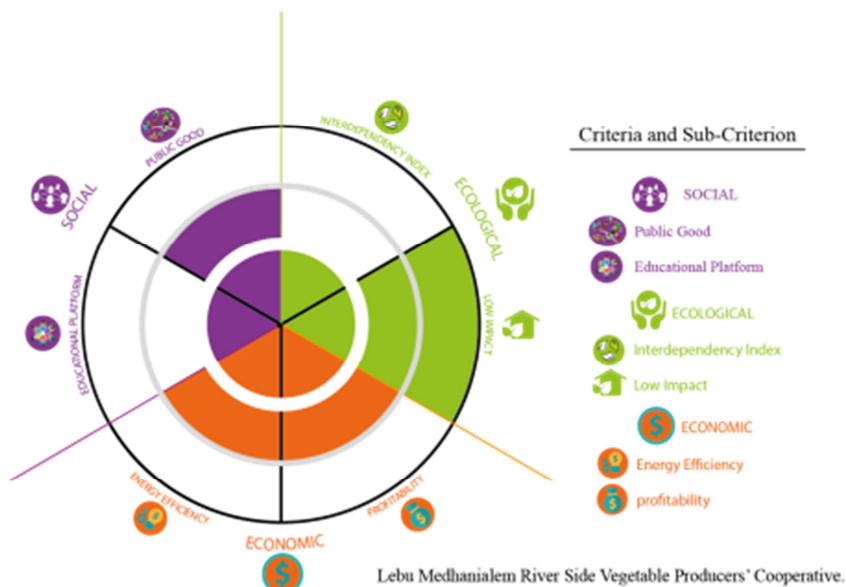 PUBLIC GOOD
INTERDEPENDENCY INDEX
SOCIAL
ECOLOGICAL
EDUCATIONAL PLATFORM
LOW IMPACT
ENERGY EFFICIENCY
PROFITABILITY
ECONOMIC
Criteria and Sub-Criterion
SOCIAL
Public Good
Educational Platform
ECOLOGICAL
Interdependency Index
Low Impact
ECONOMIC
Energy Efficiency
profitability
Lebu Medhanialem River Side Vegetable Producers' Cooperative.